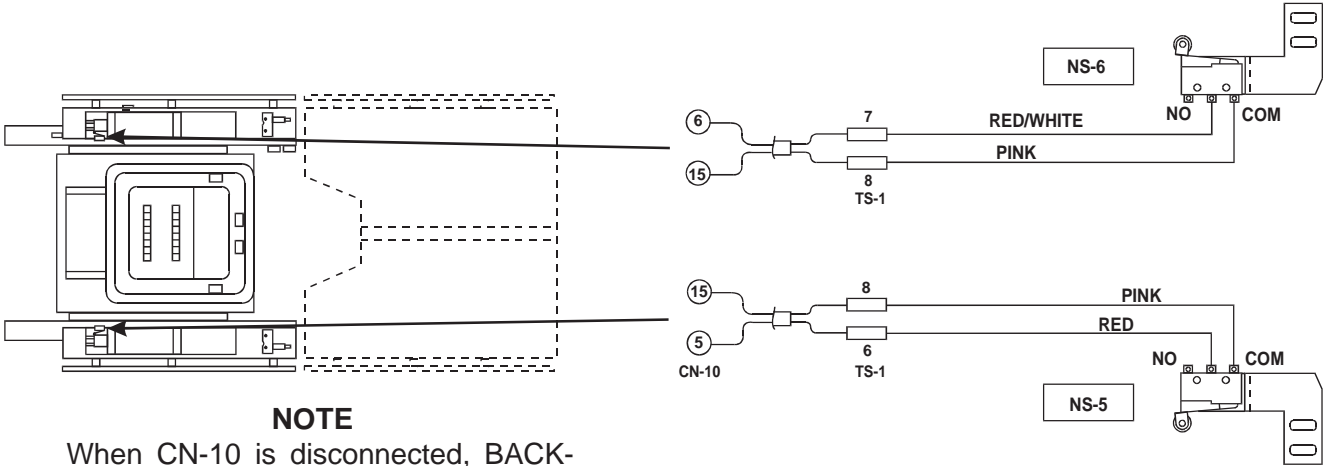 NS-6
NO COM
6 7 RED/WHITE
PINK
15 8
TS-1
15 8 PINK
RED
5 6
CN-10 TS-1
NO COM
NS-5
NOTE
When CN-10 is disconnected, BACK-